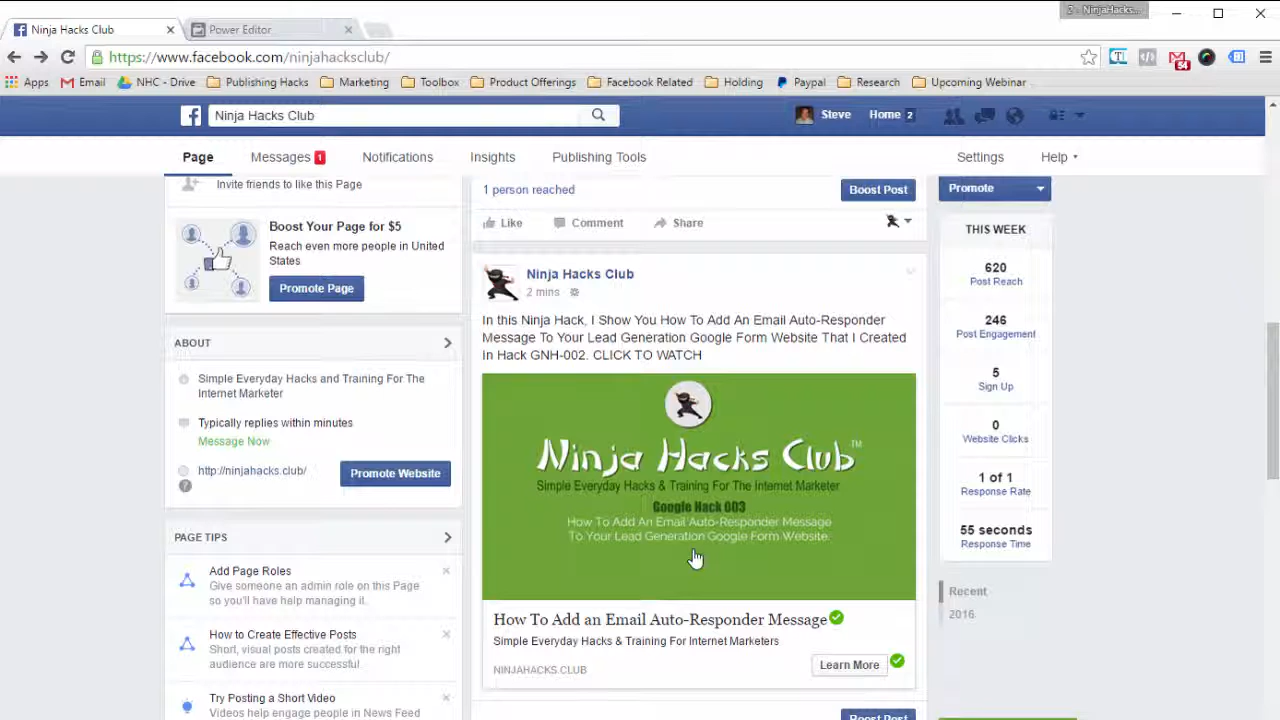 2 - NinjaHacks...
Ninja Hacks Club
Power Editor
https://www.facebook.com/ninjahacksclub/
54
Apps Email NHC - Drive Publishing Hacks Marketing Toolbox Product Offerings Facebook Related Holding Paypal Research Upcoming Webinar
Ninja Hacks Club
Steve Home 2
Page Messages 1 Notifications Insights Publishing Tools Settings Help
Invite friends to like this Page
Boost Your Page for $5
Reach even more people in United
States
Promote Page
ABOUT
Simple Everyday Hacks and Training For The
Internet Marketer
Typically replies within minutes
Message Now
http://ninjahacks.club/
Promote Website
?
PAGE TIPS
Add Page Roles
Give someone an admin role on this Page
so you'll have help managing it.
How to Create Effective Posts
Short, visual posts created for the right
audience are more successful.
Try Posting a Short Video
Videos help engage people in News Feed
1 person reached
Boost Post
Like Comment Share
Ninja Hacks Club
2 mins
In this Ninja Hack, I Show You How To Add An Email Auto-Responder
Message To Your Lead Generation Google Form Website That I Created
In Hack GNH-002. CLICK TO WATCH
Ninja Hacks Club™
Simple Everyday Hacks & Training For The Internet Marketer
Google Hack 003
How To Add An Email Auto-Responder Message
To Your Lead Generation Google Form Website.
How To Add an Email Auto-Responder Message
Simple Everyday Hacks & Training For Internet Marketers
NINJAHACKS.CLUB
Learn More
Boost Post
Promote
THIS WEEK
620
Post Reach
246
Post Engagement
5
Sign Up
0
Website Clicks
1 of 1
Response Rate
55 seconds
Response Time
Recent
2016